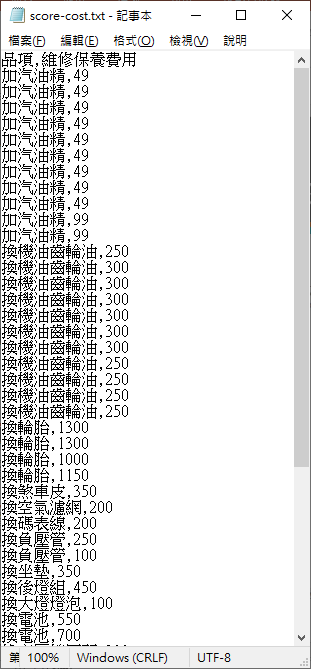 score-cost.txt - 記事本
檔案(F) 編輯(E) 格式(O) 檢視(V) 說明
品項,維修保養費用
加汽油精,49
加汽油精,49
加汽油精,49
加汽油精,49
加汽油精,49
加汽油精,49
加汽油精,49
加汽油精,49
加汽油精,49
加汽油精,99
加汽油精,99
換機油齒輪油,250
換機油齒輪油,300
換機油齒輪油,300
換機油齒輪油,300
換機油齒輪油,300
換機油齒輪油,300
換機油齒輪油,300
換機油齒輪油,250
換機油齒輪油,250
換機油齒輪油,250
換機油齒輪油,250
換輪胎,1300
換輪胎,1300
換輪胎,1000
換輪胎,1150
換煞車皮,350
換空氣濾網,200
換碼表線,200
換負壓管,250
換負壓管,100
換坐墊,350
換後燈組,450
換大燈燈泡,100
換電池,550
換電池,700
第 100% Windows (CRLF) UTF-8